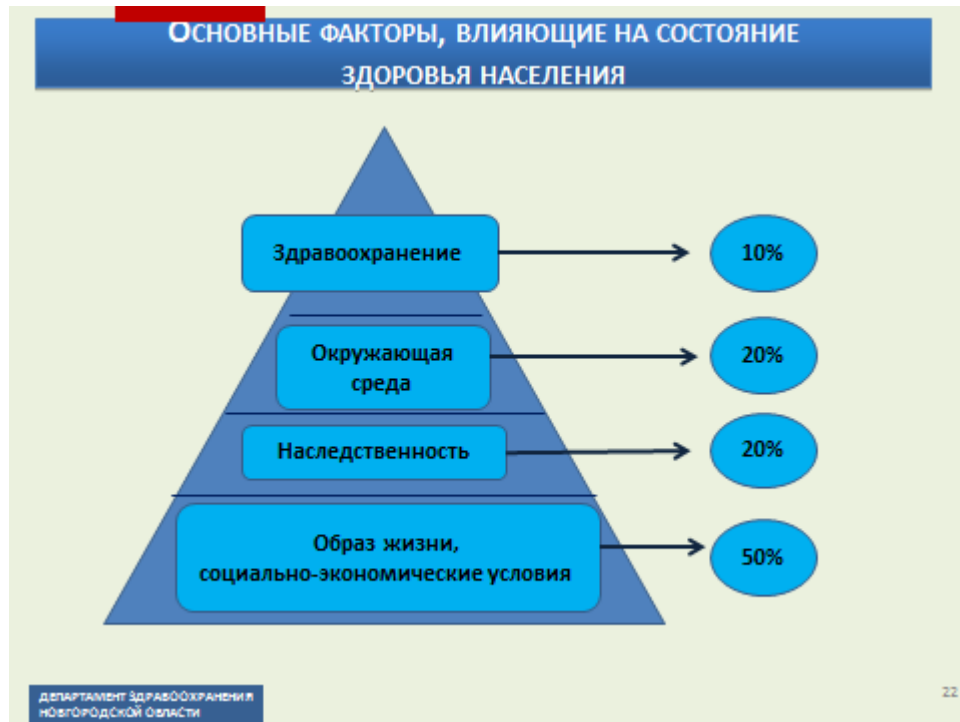 ОСНОВНЫЕ ФАКТОРЫ, ВЛИЯЮЩИЕ НА СОСТОЯНИЕ
ЗДОРОВЬЯ НАСЕЛЕНИЯ
Здравоохранение
10%
Окружающая
среда
20%
Наследственность
20%
Образ жизни,
социально-экономические условия
50%
ДЕПАРТАМЕНТ ЗДРАВООХРАНЕНИЯ
НОВГОРОДСКОЙ ОБЛАСТИ
22